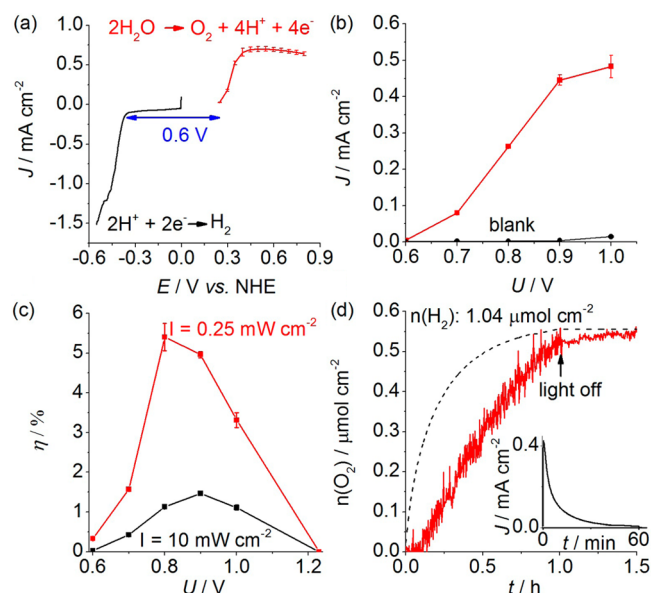 (a)
2H₂O → O₂ + 4H⁺ + 4e⁻
1.0
0.5
0.0
-0.5
-1.0
-1.5
J / mA cm⁻²
0.6 V
2H⁺ + 2e⁻→H₂
-0.6 -0.3 0.0 0.3 0.6 0.9
E / V vs. NHE
(b)
0.6
0.5
0.4
0.3
0.2
0.1
0.0
J / mA cm⁻²
blank
0.6 0.7 0.8 0.9 1.0
U / V
(c)
6
5
4
3
2
1
0
η / %
I = 0.25 mW cm⁻²
I = 10 mW cm⁻²
0.6 0.8 1.0 1.2
U / V
(d)
n(H₂): 1.04 μmol cm⁻²
0.6
0.5
0.4
0.3
0.2
0.1
0.0
n(O₂) / μmol cm⁻²
light off
0.4
0.0
J / mA cm⁻²
0 t / min 60
0.0 0.5 1.0 1.5
t / h